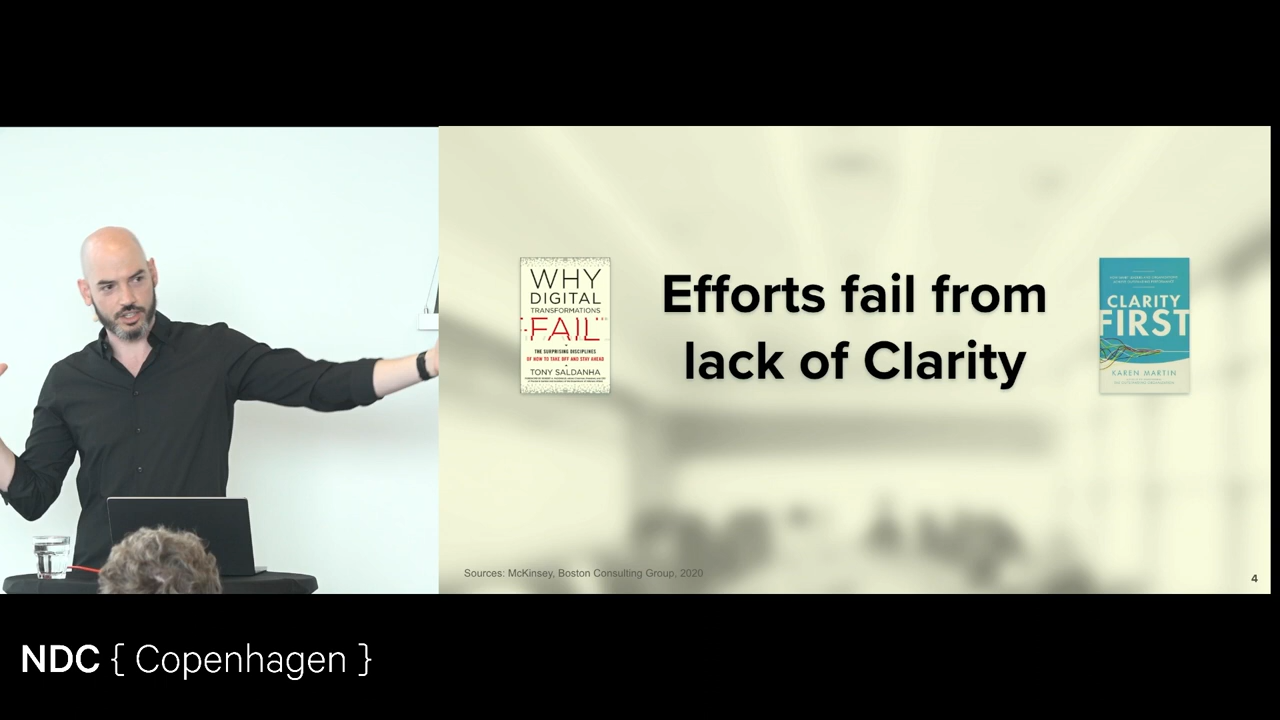 WHY
DIGITAL
TRANSFORMATIONS
FAIL
THE SURPRISING DISCIPLINES
OF HOW TO TAKE OFF AND STAY AHEAD
TONY SALDANHA
Efforts fail from
lack of Clarity
CLARITY
FIRST
KAREN MARTIN
Sources: McKinsey, Boston Consulting Group, 2020
4
NDC { Copenhagen }